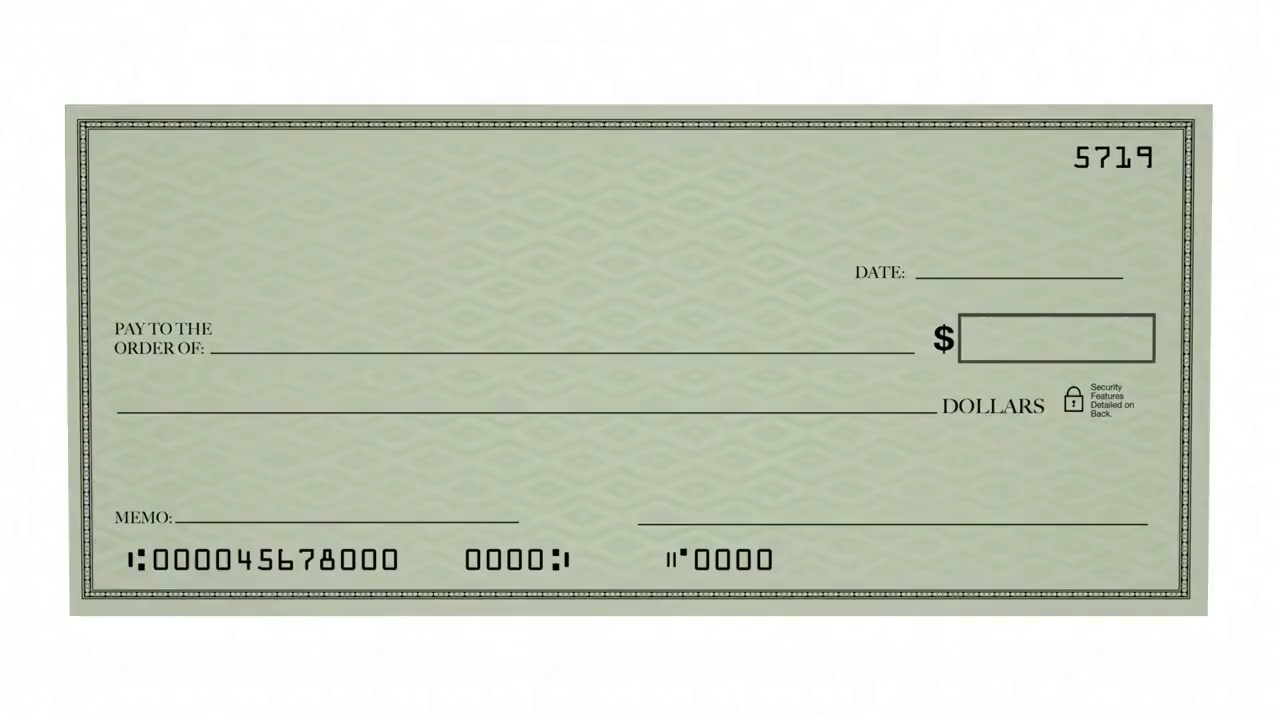 5719
DATE:
PAY TO THE
ORDER OF:
$
DOLLARS
Security
Features
Detailed on
Back.
MEMO:
⑆000045678000 0000⑆ ⑈0000